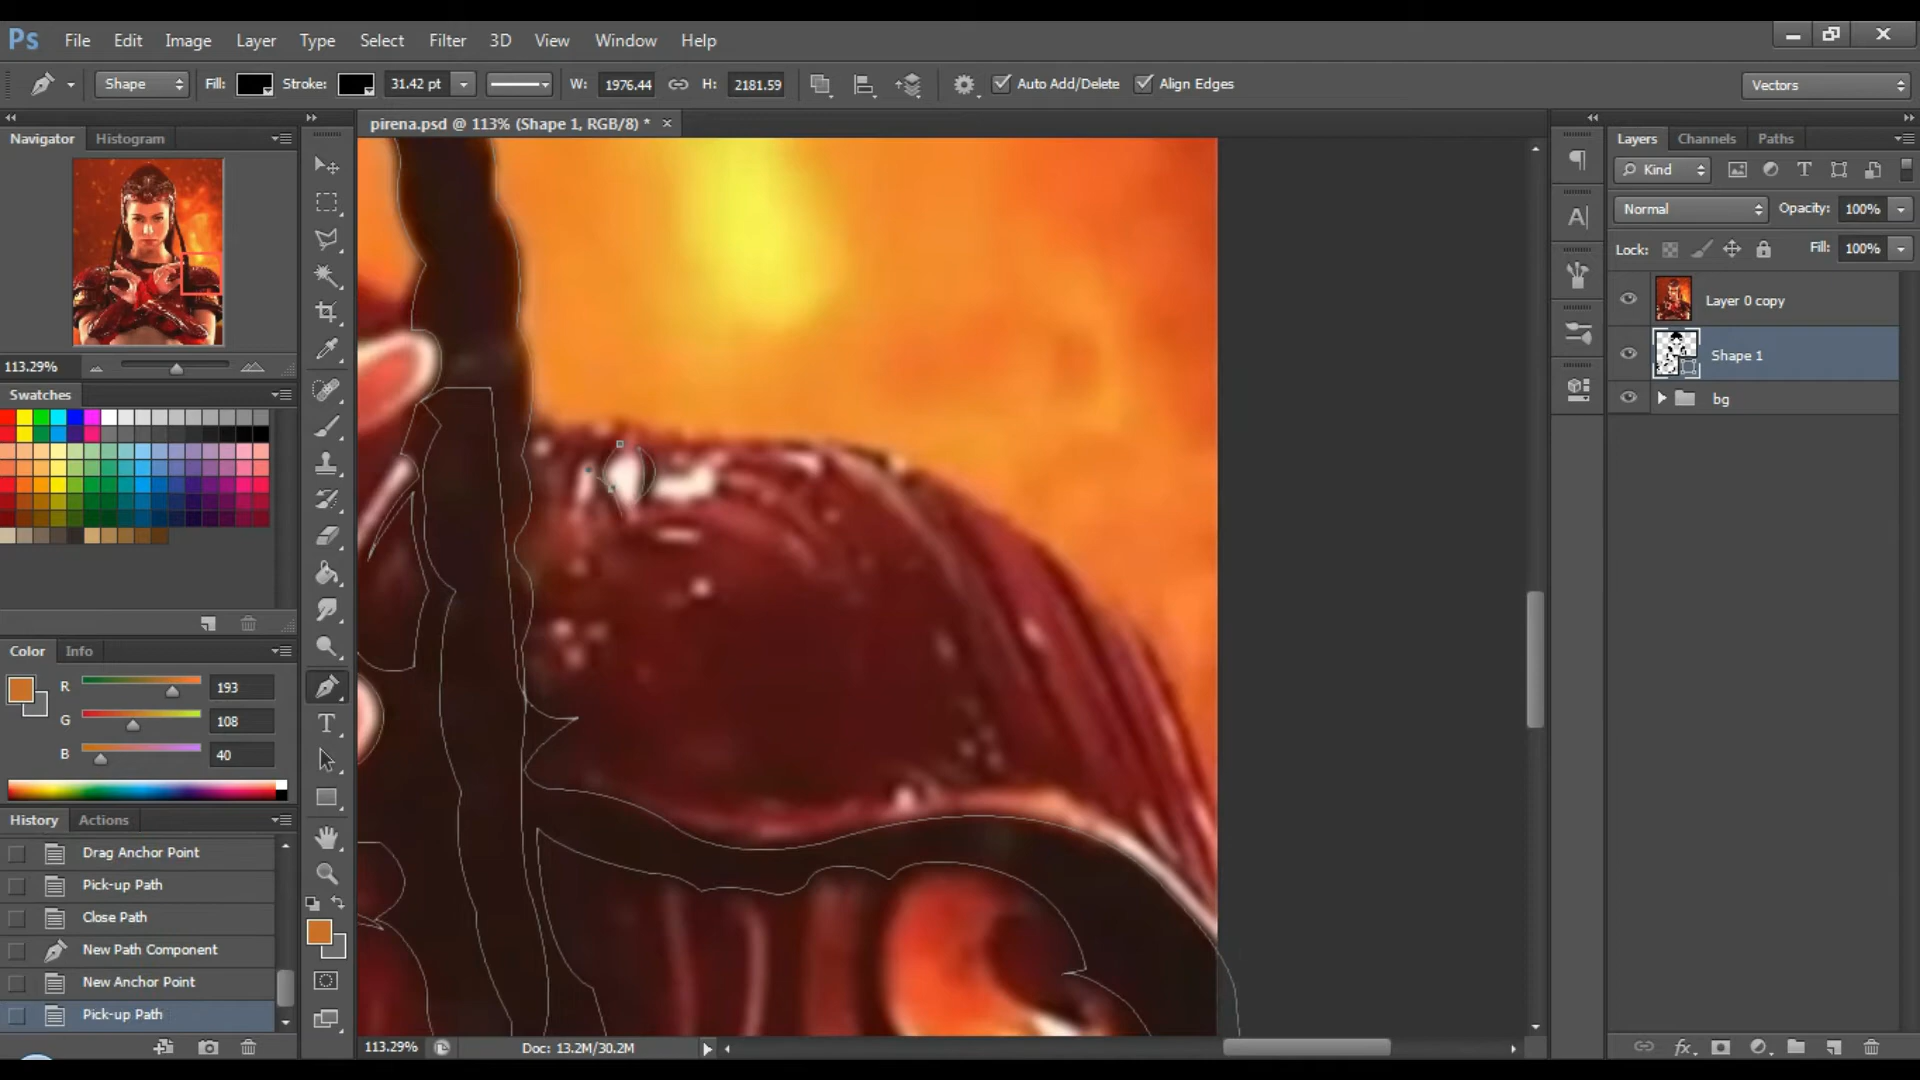 Ps File Edit Image Layer Type Select Filter 3D View Window Help
Shape Fill: Stroke: 31.42 pt W: 1976.44 H: 2181.59 Auto Add/Delete Align Edges Vectors
Navigator Histogram
pirena.psd @ 113% (Shape 1, RGB/8) * ×
Layers Channels Paths
Kind
Normal Opacity: 100%
Lock: Fill: 100%
Layer 0 copy
Shape 1
bg
113.29%
Swatches
Color Info
R 193
G 108
B 40
History Actions
Drag Anchor Point
Pick-up Path
Close Path
New Path Component
New Anchor Point
Pick-up Path
113.29% Doc: 13.2M/30.2M